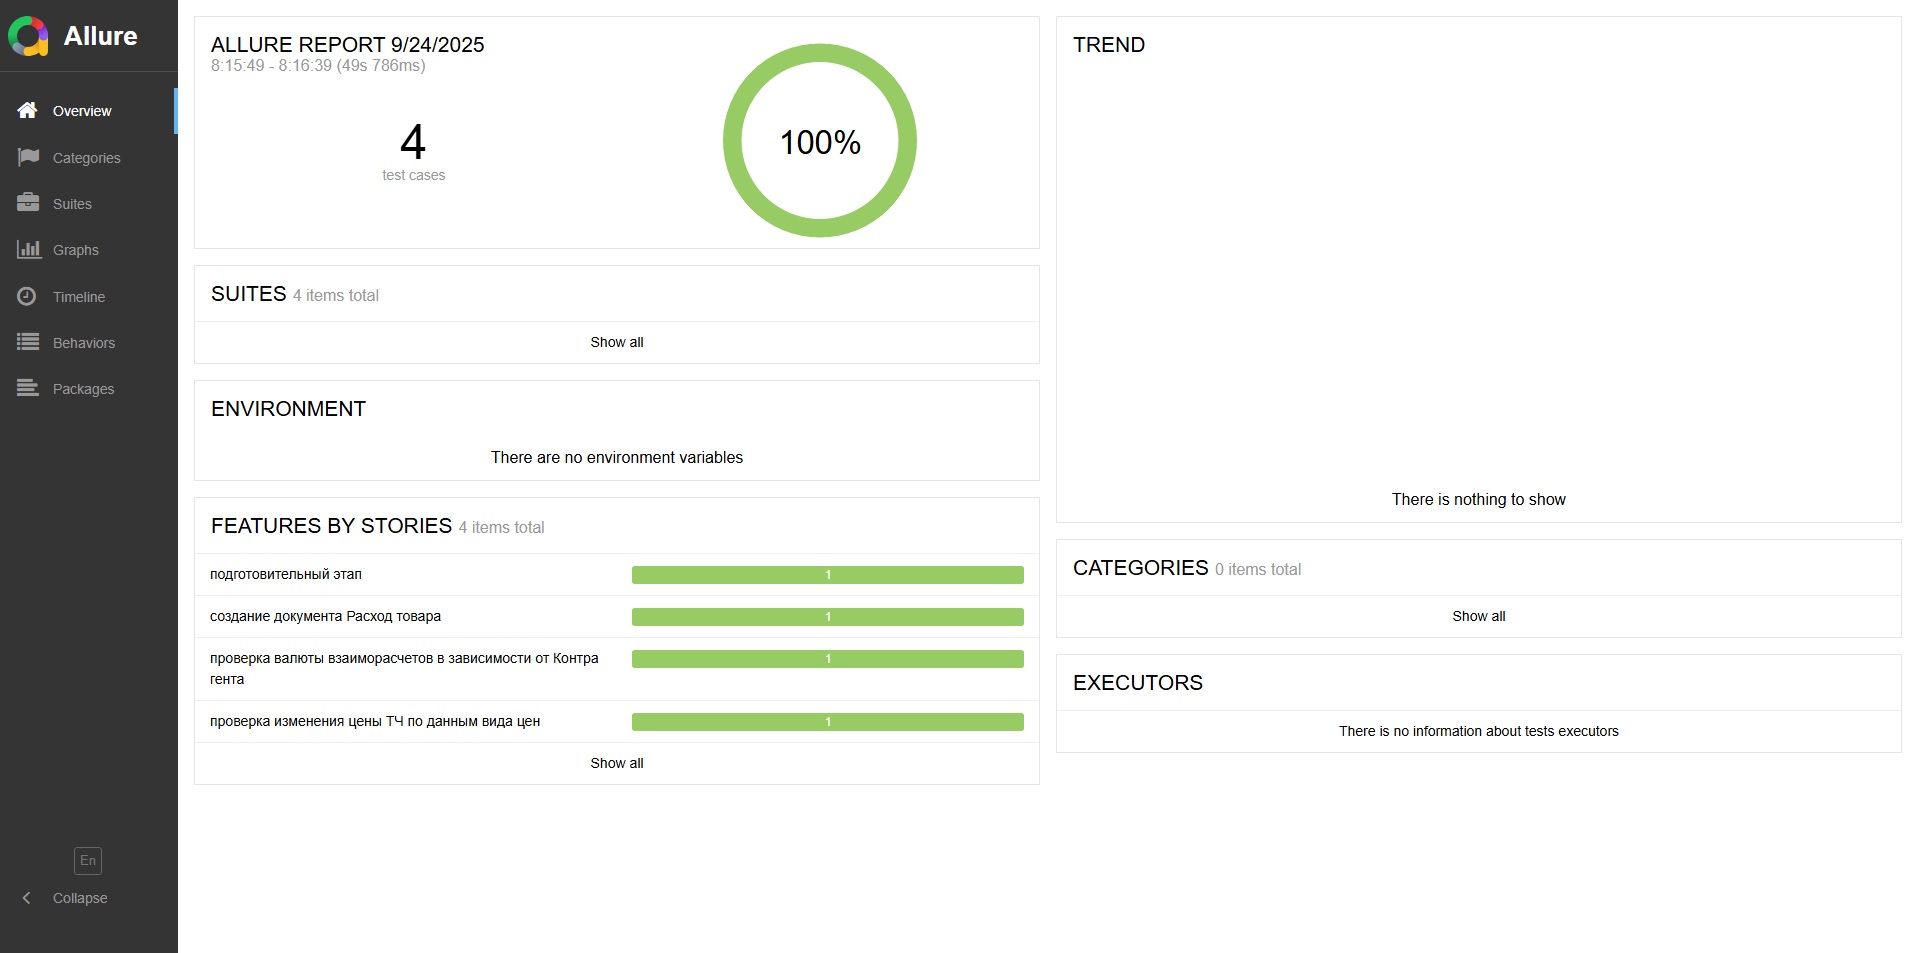 Allure
Overview
Categories
Suites
Graphs
Timeline
Behaviors
Packages
En
Collapse
ALLURE REPORT 9/24/2025
8:15:49 - 8:16:39 (49s 786ms)
4
test cases
100%
SUITES 4 items total
Show all
ENVIRONMENT
There are no environment variables
FEATURES BY STORIES 4 items total
подготовительный этап 1
создание документа Расход товара 1
проверка валюты взаиморасчетов в зависимости от Контра 1
гента
проверка изменения цены ТЧ по данным вида цен 1
Show all
TREND
There is nothing to show
CATEGORIES 0 items total
Show all
EXECUTORS
There is no information about tests executors